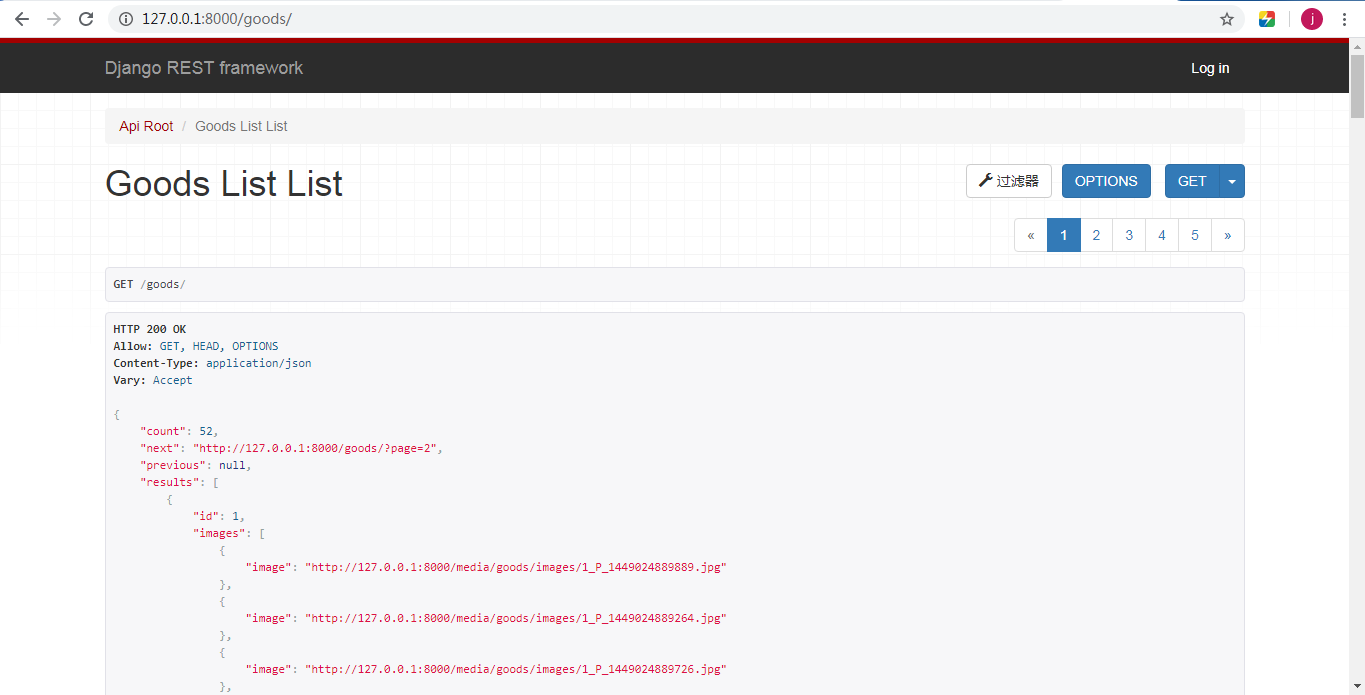 127.0.0.1:8000/goods/
j
Django REST framework
Log in
Api Root / Goods List List
Goods List List
过滤器
OPTIONS
GET
« 1 2 3 4 5 »
GET /goods/
HTTP 200 OK
Allow: GET, HEAD, OPTIONS
Content-Type: application/json
Vary: Accept
{
"count": 52,
"next": "http://127.0.0.1:8000/goods/?page=2",
"previous": null,
"results": [
{
"id": 1,
"images": [
{
"image": "http://127.0.0.1:8000/media/goods/images/1_P_1449024889889.jpg"
},
{
"image": "http://127.0.0.1:8000/media/goods/images/1_P_1449024889264.jpg"
},
{
"image": "http://127.0.0.1:8000/media/goods/images/1_P_1449024889726.jpg"
},